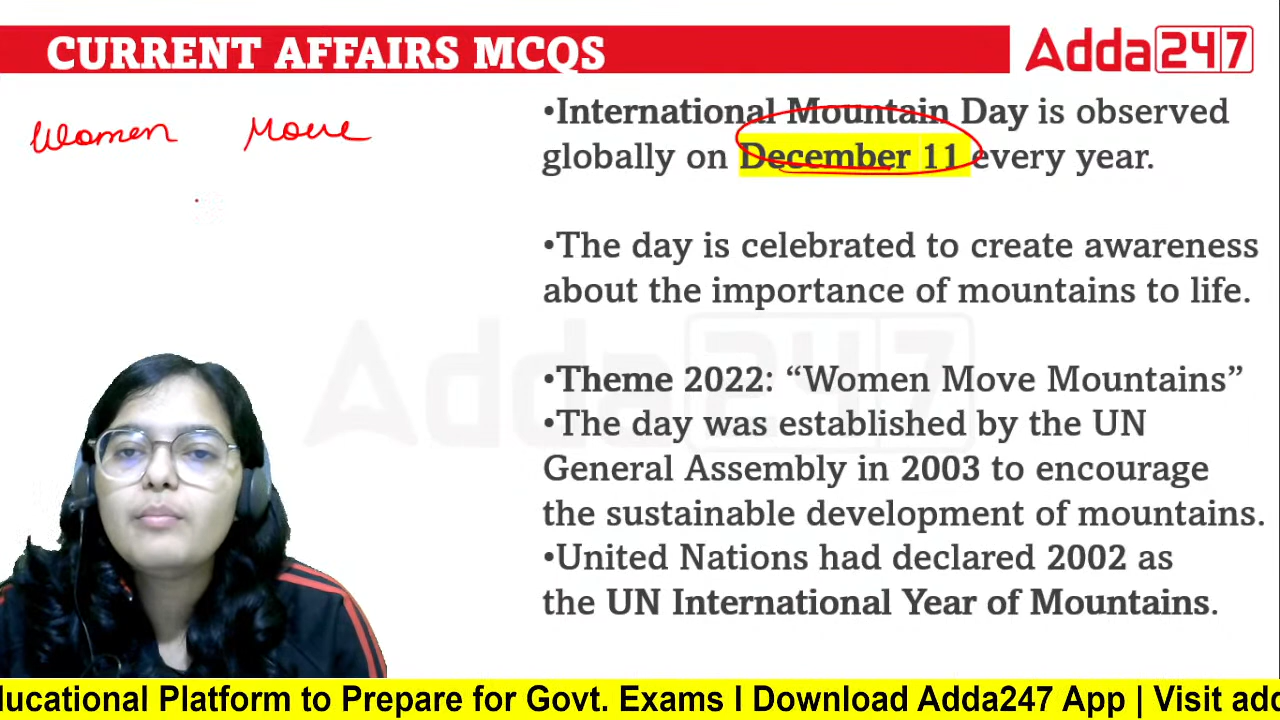 CURRENT AFFAIRS MCQS
Adda247
Women Move
•International Mountain Day is observed
globally on December 11 every year.
•The day is celebrated to create awareness
about the importance of mountains to life.
Adda247
•Theme 2022: “Women Move Mountains”
•The day was established by the UN
General Assembly in 2003 to encourage
the sustainable development of mountains.
•United Nations had declared 2002 as
the UN International Year of Mountains.
ducational Platform to Prepare for Govt. Exams I Download Adda247 App | Visit add